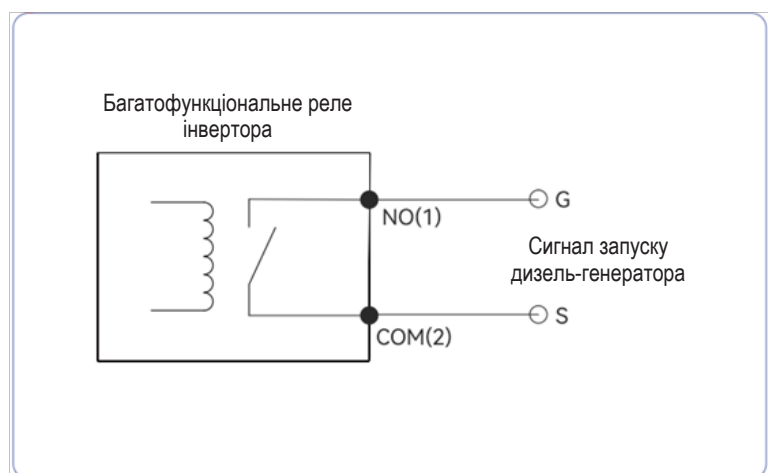 Багатофункціональне реле
інвертора
NO(1)
G
Сигнал запуску
дизель-генератора
S
COM(2)